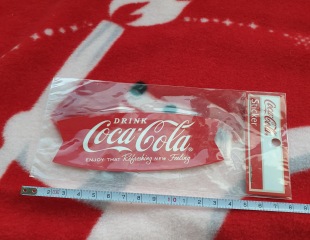 DRINK
Coca-Cola
ENJOY THAT Refreshing NEW Feeling
Coca-Cola
Sticker